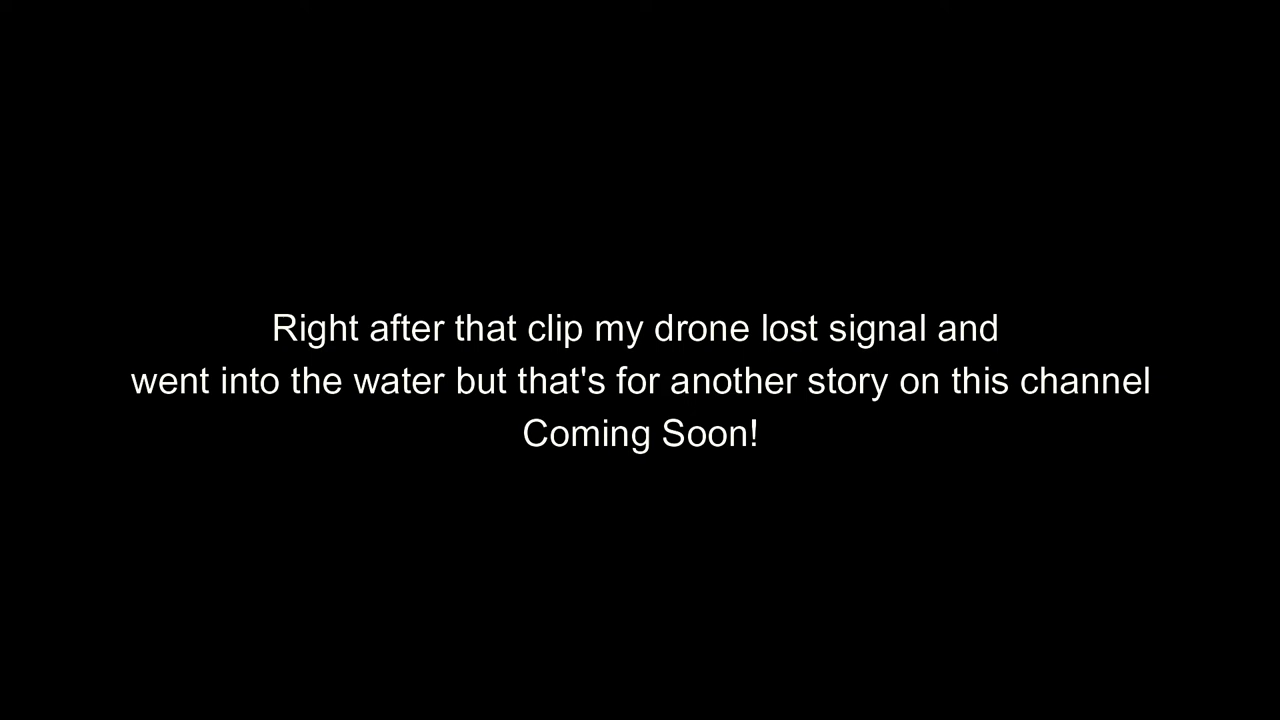 Right after that clip my drone lost signal and
went into the water but that's for another story on this channel
Coming Soon!